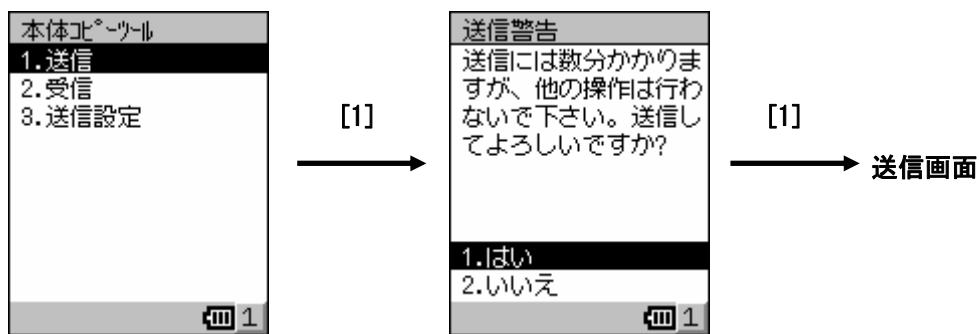 本体ｺﾋﾟｰﾂｰﾙ
1.送信
2.受信
3.送信設定
1
[1]
送信警告
送信には数分かかりま
すが、他の操作は行わ
ないで下さい。送信し
てよろしいですか?
1.はい
2.いいえ
1
[1]
送信画面